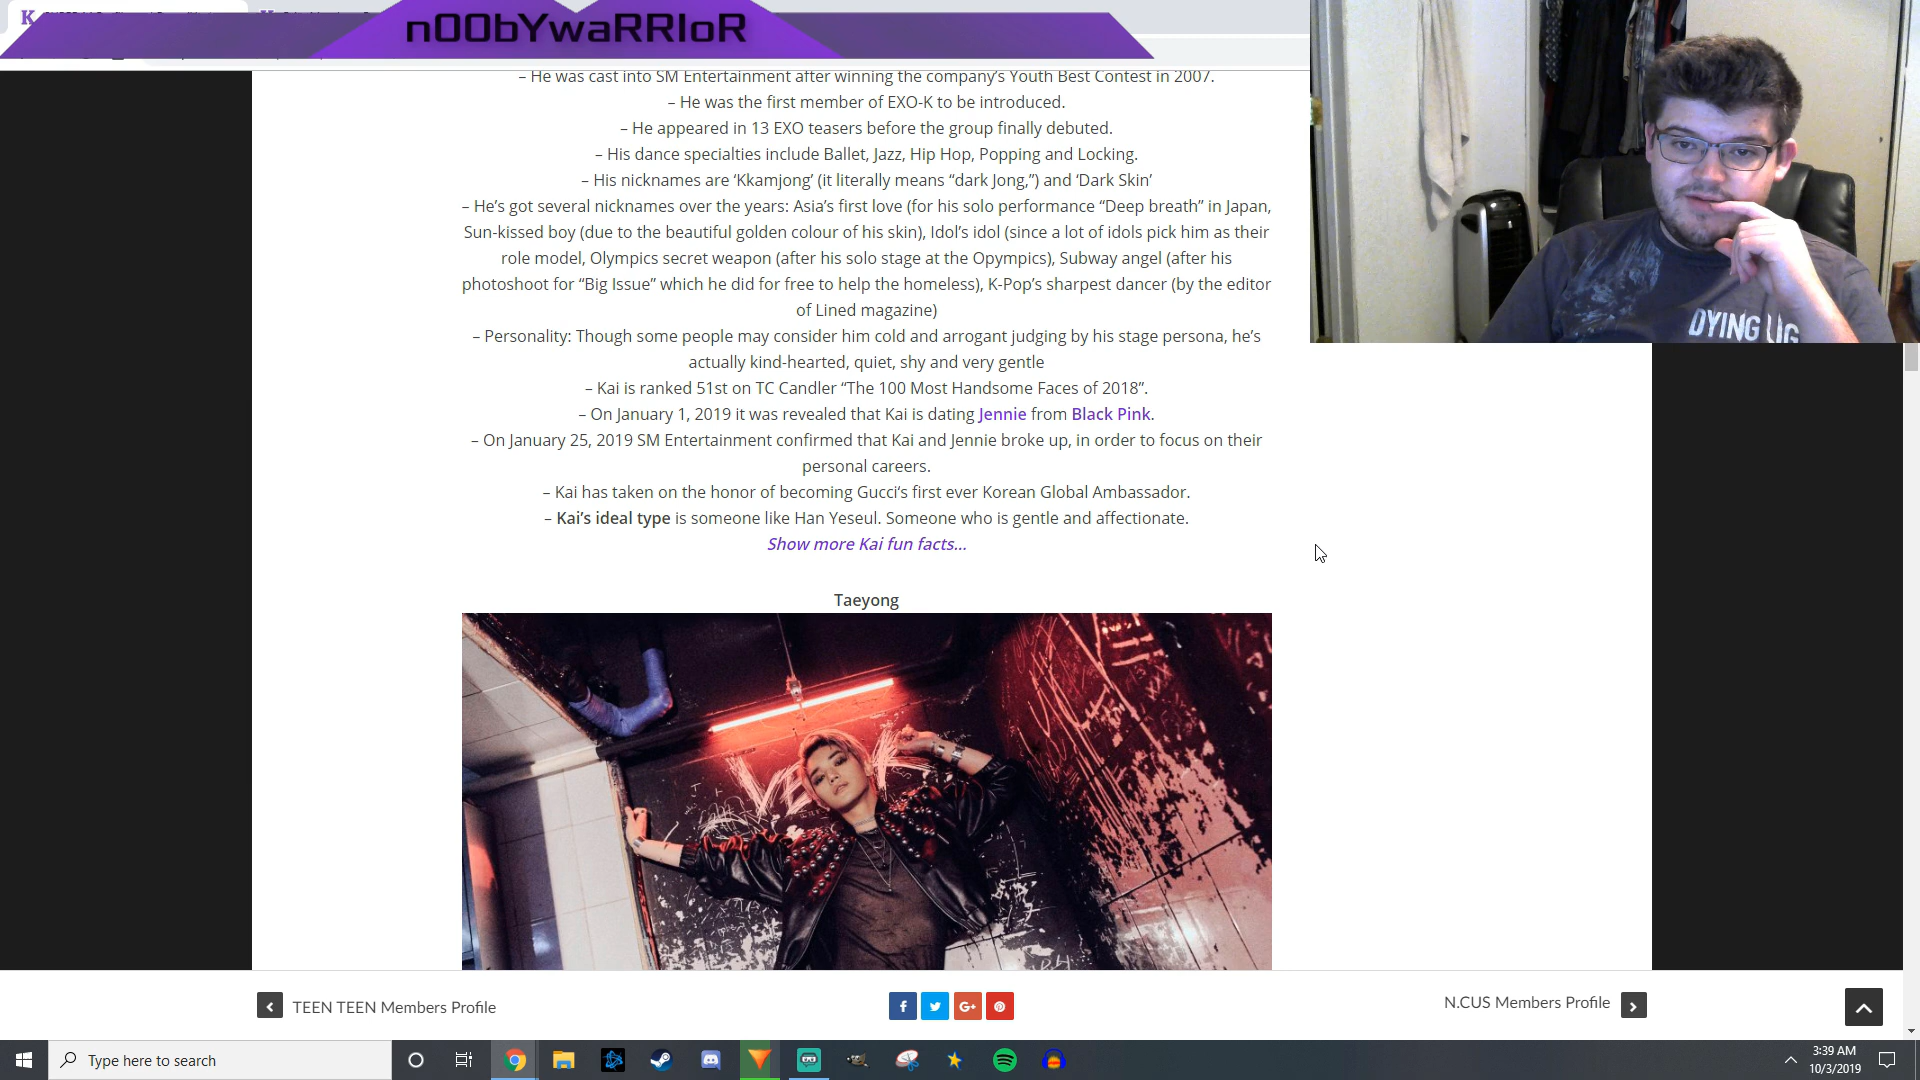 n00bYwaRRIoR
– He was cast into SM Entertainment after winning the company’s Youth Best Contest in 2007.
– He was the first member of EXO-K to be introduced.
– He appeared in 13 EXO teasers before the group finally debuted.
– His dance specialties include Ballet, Jazz, Hip Hop, Popping and Locking.
– His nicknames are ‘Kkamjong’ (it literally means “dark Jong,”) and ‘Dark Skin’
– He’s got several nicknames over the years: Asia’s first love (for his solo performance “Deep breath” in Japan,
Sun-kissed boy (due to the beautiful golden colour of his skin), Idol’s idol (since a lot of idols pick him as their
role model, Olympics secret weapon (after his solo stage at the Opympics), Subway angel (after his
photoshoot for “Big Issue” which he did for free to help the homeless), K-Pop’s sharpest dancer (by the editor
of Lined magazine)
– Personality: Though some people may consider him cold and arrogant judging by his stage persona, he’s
actually kind-hearted, quiet, shy and very gentle
– Kai is ranked 51st on TC Candler “The 100 Most Handsome Faces of 2018”.
– On January 1, 2019 it was revealed that Kai is dating Jennie from Black Pink.
– On January 25, 2019 SM Entertainment confirmed that Kai and Jennie broke up, in order to focus on their
personal careers.
– Kai has taken on the honor of becoming Gucci‘s first ever Korean Global Ambassador.
– Kai’s ideal type is someone like Han Yeseul. Someone who is gentle and affectionate.
Show more Kai fun facts…
Taeyong
DYING LIG
TEEN TEEN Members Profile
N.CUS Members Profile
Type here to search
3:39 AM
10/3/2019